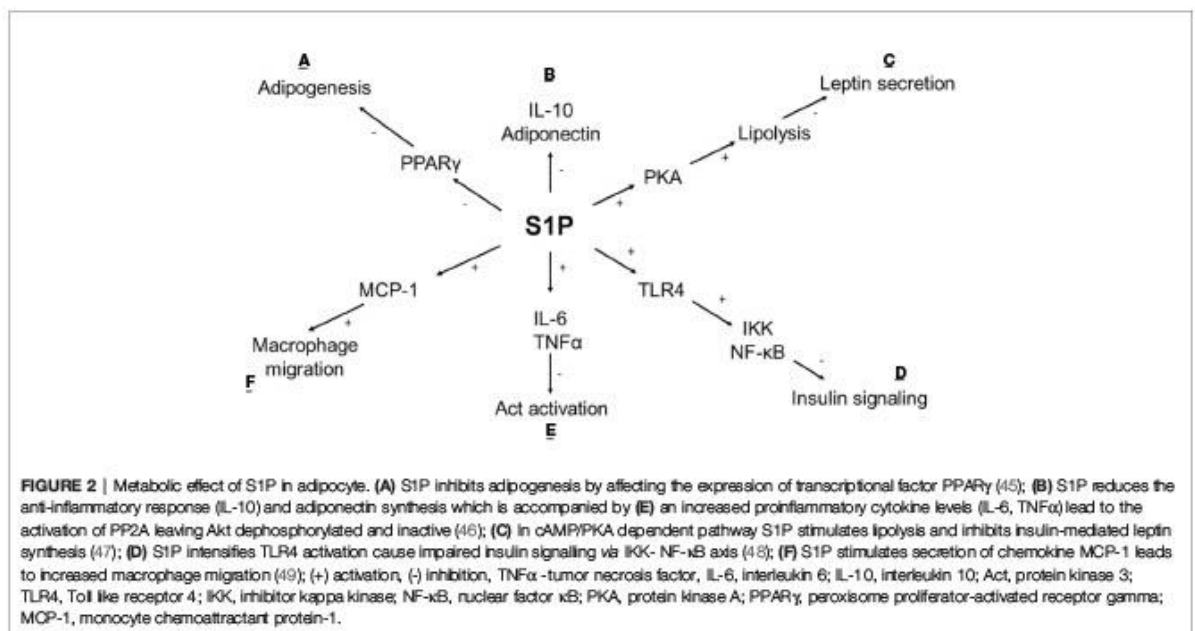 A
Adipogenesis
B
IL-10
Adiponectin
C
Leptin secretion
-
Lipolysis
-
-
PPARγ
+
PKA
-
+
S1P
+
+
+
MCP-1
TLR4
+
+
IL-6
TNFα
IKK
NF-κB
Macrophage
migration
F
-
-
D
Insulin signaling
Act activation
E
FIGURE 2 | Metabolic effect of S1P in adipocyte. (A) S1P inhibits adipogenesis by affecting the expression of transcriptional factor PPARγ (45); (B) S1P reduces the
anti-inflammatory response (IL-10) and adiponectin synthesis which is accompanied by (E) an increased proinflammatory cytokine levels (IL-6, TNFα) lead to the
activation of PP2A leaving Akt dephosphorylated and inactive (46); (C) In cAMP/PKA dependent pathway S1P stimulates lipolysis and inhibits insulin-mediated leptin
synthesis (47); (D) S1P intensifies TLR4 activation cause impaired insulin signalling via IKK- NF-κB axis (48); (F) S1P stimulates secretion of chemokine MCP-1 leads
to increased macrophage migration (49); (+) activation, (-) inhibition, TNFα -tumor necrosis factor, IL-6, interleukin 6; IL-10, interleukin 10; Act, protein kinase 3;
TLR4, Toll like receptor 4; IKK, inhibitor kappa kinase; NF-κB, nuclear factor κB; PKA, protein kinase A; PPARγ, peroxisome proliferator-activated receptor gamma;
MCP-1, monocyte chemoattractant protein-1.